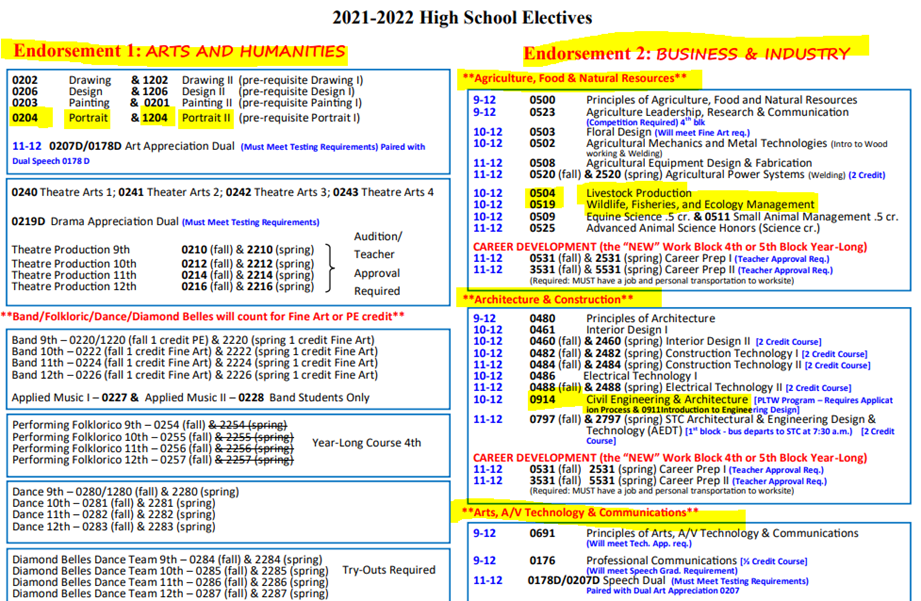 2021-2022 High School Electives
Endorsement 1: ARTS AND HUMANITIES
0202 Drawing & 1202 Drawing II (pre-requisite Drawing I)
0206 Design & 1206 Design II (pre-requisite Design I)
0203 Painting & 0201 Painting II (pre-requisite Painting I)
0204 Portrait & 1204 Portrait II (pre-requisite Portrait I)
11-12 0207D/0178D Art Appreciation Dual (Must Meet Testing Requirements) Paired with
Dual Speech 0178 D
0240 Theatre Arts 1; 0241 Theater Arts 2; 0242 Theatre Arts 3; 0243 Theatre Arts 4
0219D Drama Appreciation Dual (Must Meet Testing Requirements)
Theatre Production 9th 0210 (fall) & 2210 (spring)
Theatre Production 10th 0212 (fall) & 2212 (spring)
Theatre Production 11th 0214 (fall) & 2214 (spring)
Theatre Production 12th 0216 (fall) & 2216 (spring)
Audition/
Teacher
Approval
Required
**Band/Folkloric/Dance/Diamond Belles will count for Fine Art or PE credit**
Band 9th – 0220/1220 (fall 1 credit PE) & 2220 (spring 1 credit Fine Art)
Band 10th – 0222 (fall 1 credit Fine Art) & 2222 (spring 1 credit Fine Art)
Band 11th – 0224 (fall 1 credit Fine Art) & 2224 (spring 1 credit Fine Art)
Band 12th – 0226 (fall 1 credit Fine Art) & 2226 (spring 1 credit Fine Art)
Applied Music I – 0227 & Applied Music II – 0228 Band Students Only
Performing Folklorico 9th – 0254 (fall) & 2254 (spring)
Performing Folklorico 10th – 0255 (fall) & 2255 (spring)
Performing Folklorico 11th – 0256 (fall) & 2256 (spring)
Performing Folklorico 12th – 0257 (fall) & 2257 (spring)
Year-Long Course 4th
Dance 9th – 0280/1280 (fall) & 2280 (spring)
Dance 10th – 0281 (fall) & 2281 (spring)
Dance 11th – 0282 (fall) & 2282 (spring)
Dance 12th – 0283 (fall) & 2283 (spring)
Diamond Belles Dance Team 9th – 0284 (fall) & 2284 (spring)
Diamond Belles Dance Team 10th – 0285 (fall) & 2285 (spring)
Diamond Belles Dance Team 11th – 0286 (fall) & 2286 (spring)
Diamond Belles Dance Team 12th – 0287 (fall) & 2287 (spring)
Try-Outs Required
Endorsement 2: BUSINESS & INDUSTRY
**Agriculture, Food & Natural Resources**
9-12 0500 Principles of Agriculture, Food and Natural Resources
9-12 0523 Agriculture Leadership, Research & Communication
(Competition Required) 4th blk
10-12 0503 Floral Design (Will meet Fine Art req.)
10-12 0502 Agricultural Mechanics and Metal Technologies (Intro to Wood
working & Welding)
11-12 0508 Agricultural Equipment Design & Fabrication
11-12 0520 (fall) & 2520 (spring) Agricultural Power Systems (Welding) (2 Credit)
10-12 0504 Livestock Production
10-12 0519 Wildlife, Fisheries, and Ecology Management
10-12 0509 Equine Science .5 cr. & 0511 Small Animal Management .5 cr.
11-12 0525 Advanced Animal Science Honors (Science cr.)
CAREER DEVELOPMENT (the “NEW” Work Block 4th or 5th Block Year-Long)
11-12 0531 (fall) & 2531 (spring) Career Prep I (Teacher Approval Req.)
11-12 3531 (fall) & 5531 (spring) Career Prep II (Teacher Approval Req.)
(Required: MUST have a job and personal transportation to worksite)
**Architecture & Construction**
9-12 0480 Principles of Architecture
10-12 0461 Interior Design I
10-12 0460 (fall) & 2460 (spring) Interior Design II [2 Credit Course]
10-12 0482 (fall) & 2482 (spring) Construction Technology I [2 Credit Course]
11-12 0484 (fall) & 2484 (spring) Construction Technology II [2 Credit Course]
10-12 0486 Electrical Technology I
11-12 0488 (fall) & 2488 (spring) Electrical Technology II [2 Credit Course]
10-12 0914 Civil Engineering & Architecture [PLTW Program – Requires Applicat
ion Process & 0911Introduction to Engineering Design]
11-12 0797 (fall) & 2797 (spring) STC Architectural & Engineering Design &
Technology (AEDT) [1st block - bus departs to STC at 7:30 a.m.) [2 Credit
Course]
CAREER DEVELOPMENT (the “NEW” Work Block 4th or 5th Block Year-Long)
11-12 0531 (fall) 2531 (spring) Career Prep I (Teacher Approval Req.)
11-12 3531 (fall) 5531 (spring) Career Prep II (Teacher Approval Req.)
(Required: MUST have a job and personal transportation to worksite)
**Arts, A/V Technology & Communications**
9-12 0691 Principles of Arts, A/V Technology & Communications
(Will meet Tech. App. req.)
9-12 0176 Professional Communications [½ Credit Course]
(Will meet Speech Grad. Requirement)
11-12 0178D/0207D Speech Dual (Must Meet Testing Requirements)
Paired with Dual Art Appreciation 0207